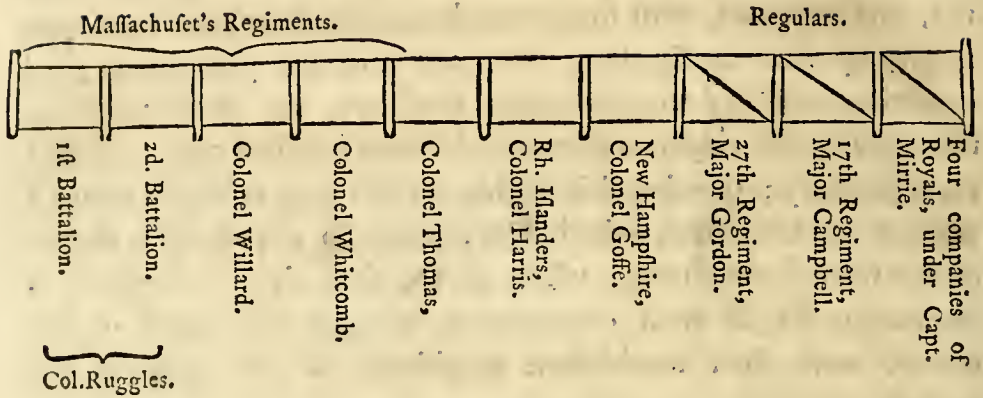 Maſſachuſet's Regiments.
Regulars.
1ſt Battalion.
2d. Battalion.
Colonel Willard.
Colonel Whitcomb.
Colonel Thomas,
Rh. Iſlanders,
Colonel Harris.
New Hampſhire,
Colonel Goffe.
27th Regiment,
Major Gordon.
17th Regiment,
Major Campbell.
Four companies of
Royals, under Capt.
Mirrie.
Col. Ruggles.